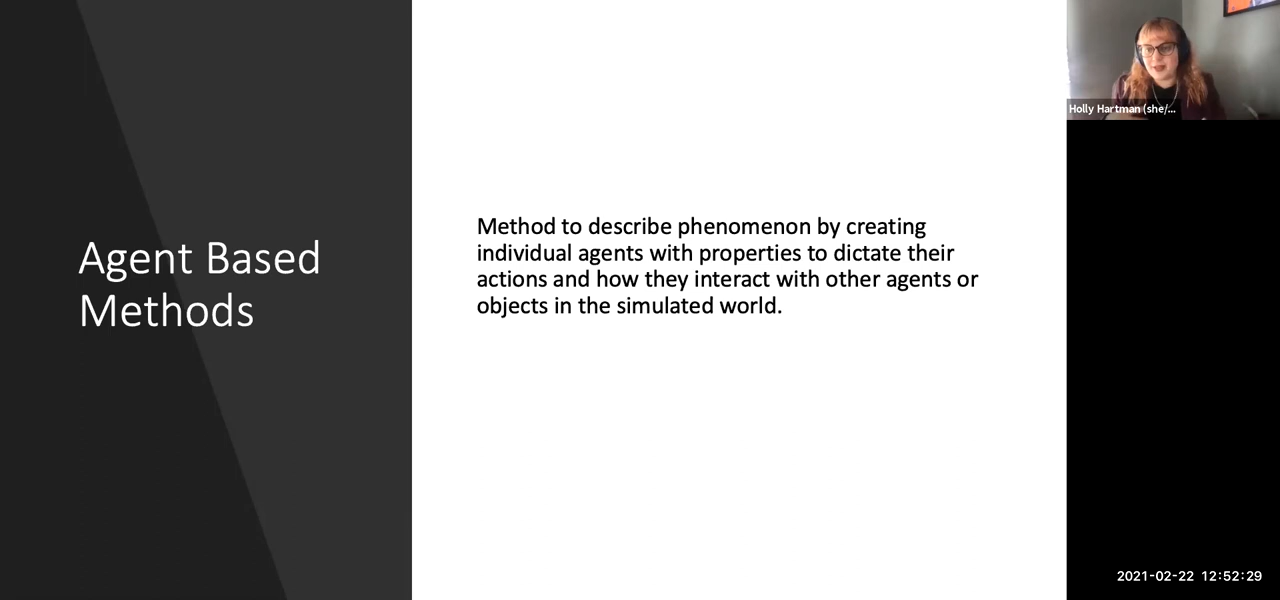 Agent Based
Methods
Method to describe phenomenon by creating
individual agents with properties to dictate their
actions and how they interact with other agents or
objects in the simulated world.
Holly Hartman (she/...
2021-02-22 12:52:29